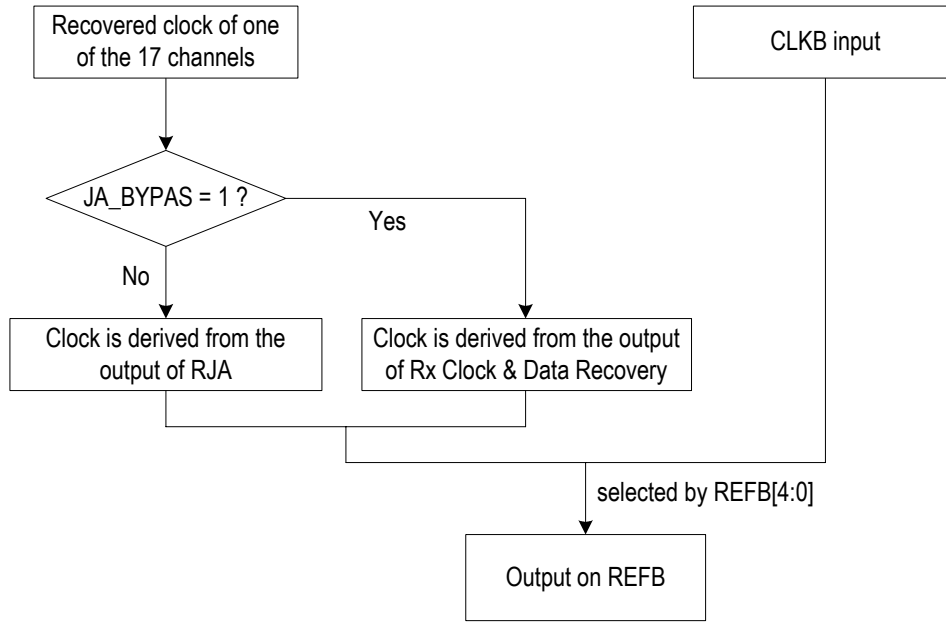 Recovered clock of one
of the 17 channels
CLKB input
JA_BYPAS = 1 ?
Yes
No
Clock is derived from the
output of RJA
Clock is derived from the output
of Rx Clock & Data Recovery
selected by REFB[4:0]
Output on REFB